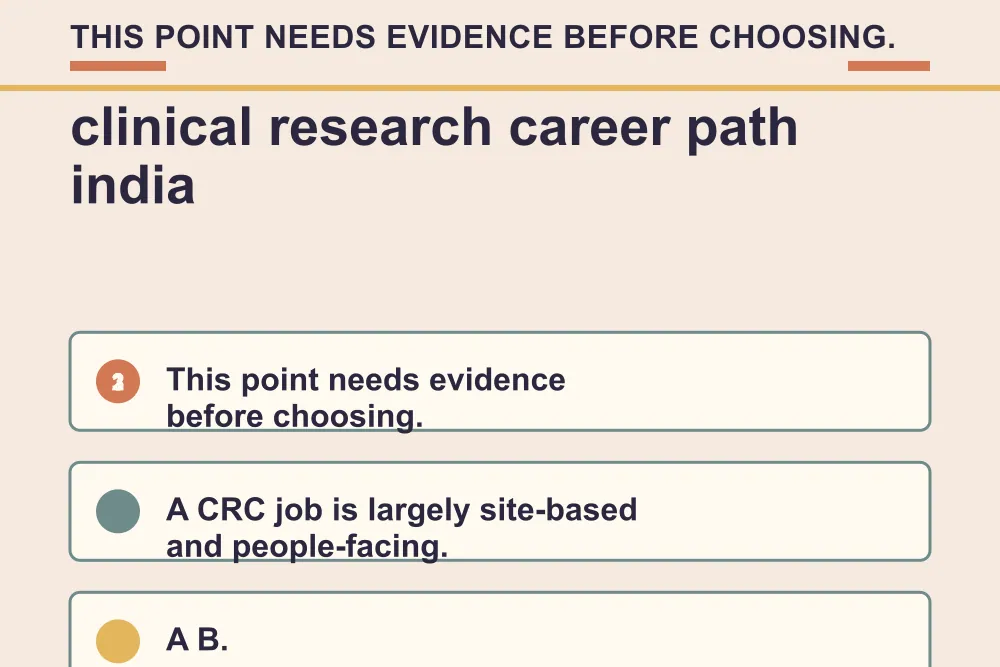 THIS POINT NEEDS EVIDENCE BEFORE CHOOSING.
clinical research career path
india
This point needs evidence
before choosing.
A CRC job is largely site-based
and people-facing.
A B.